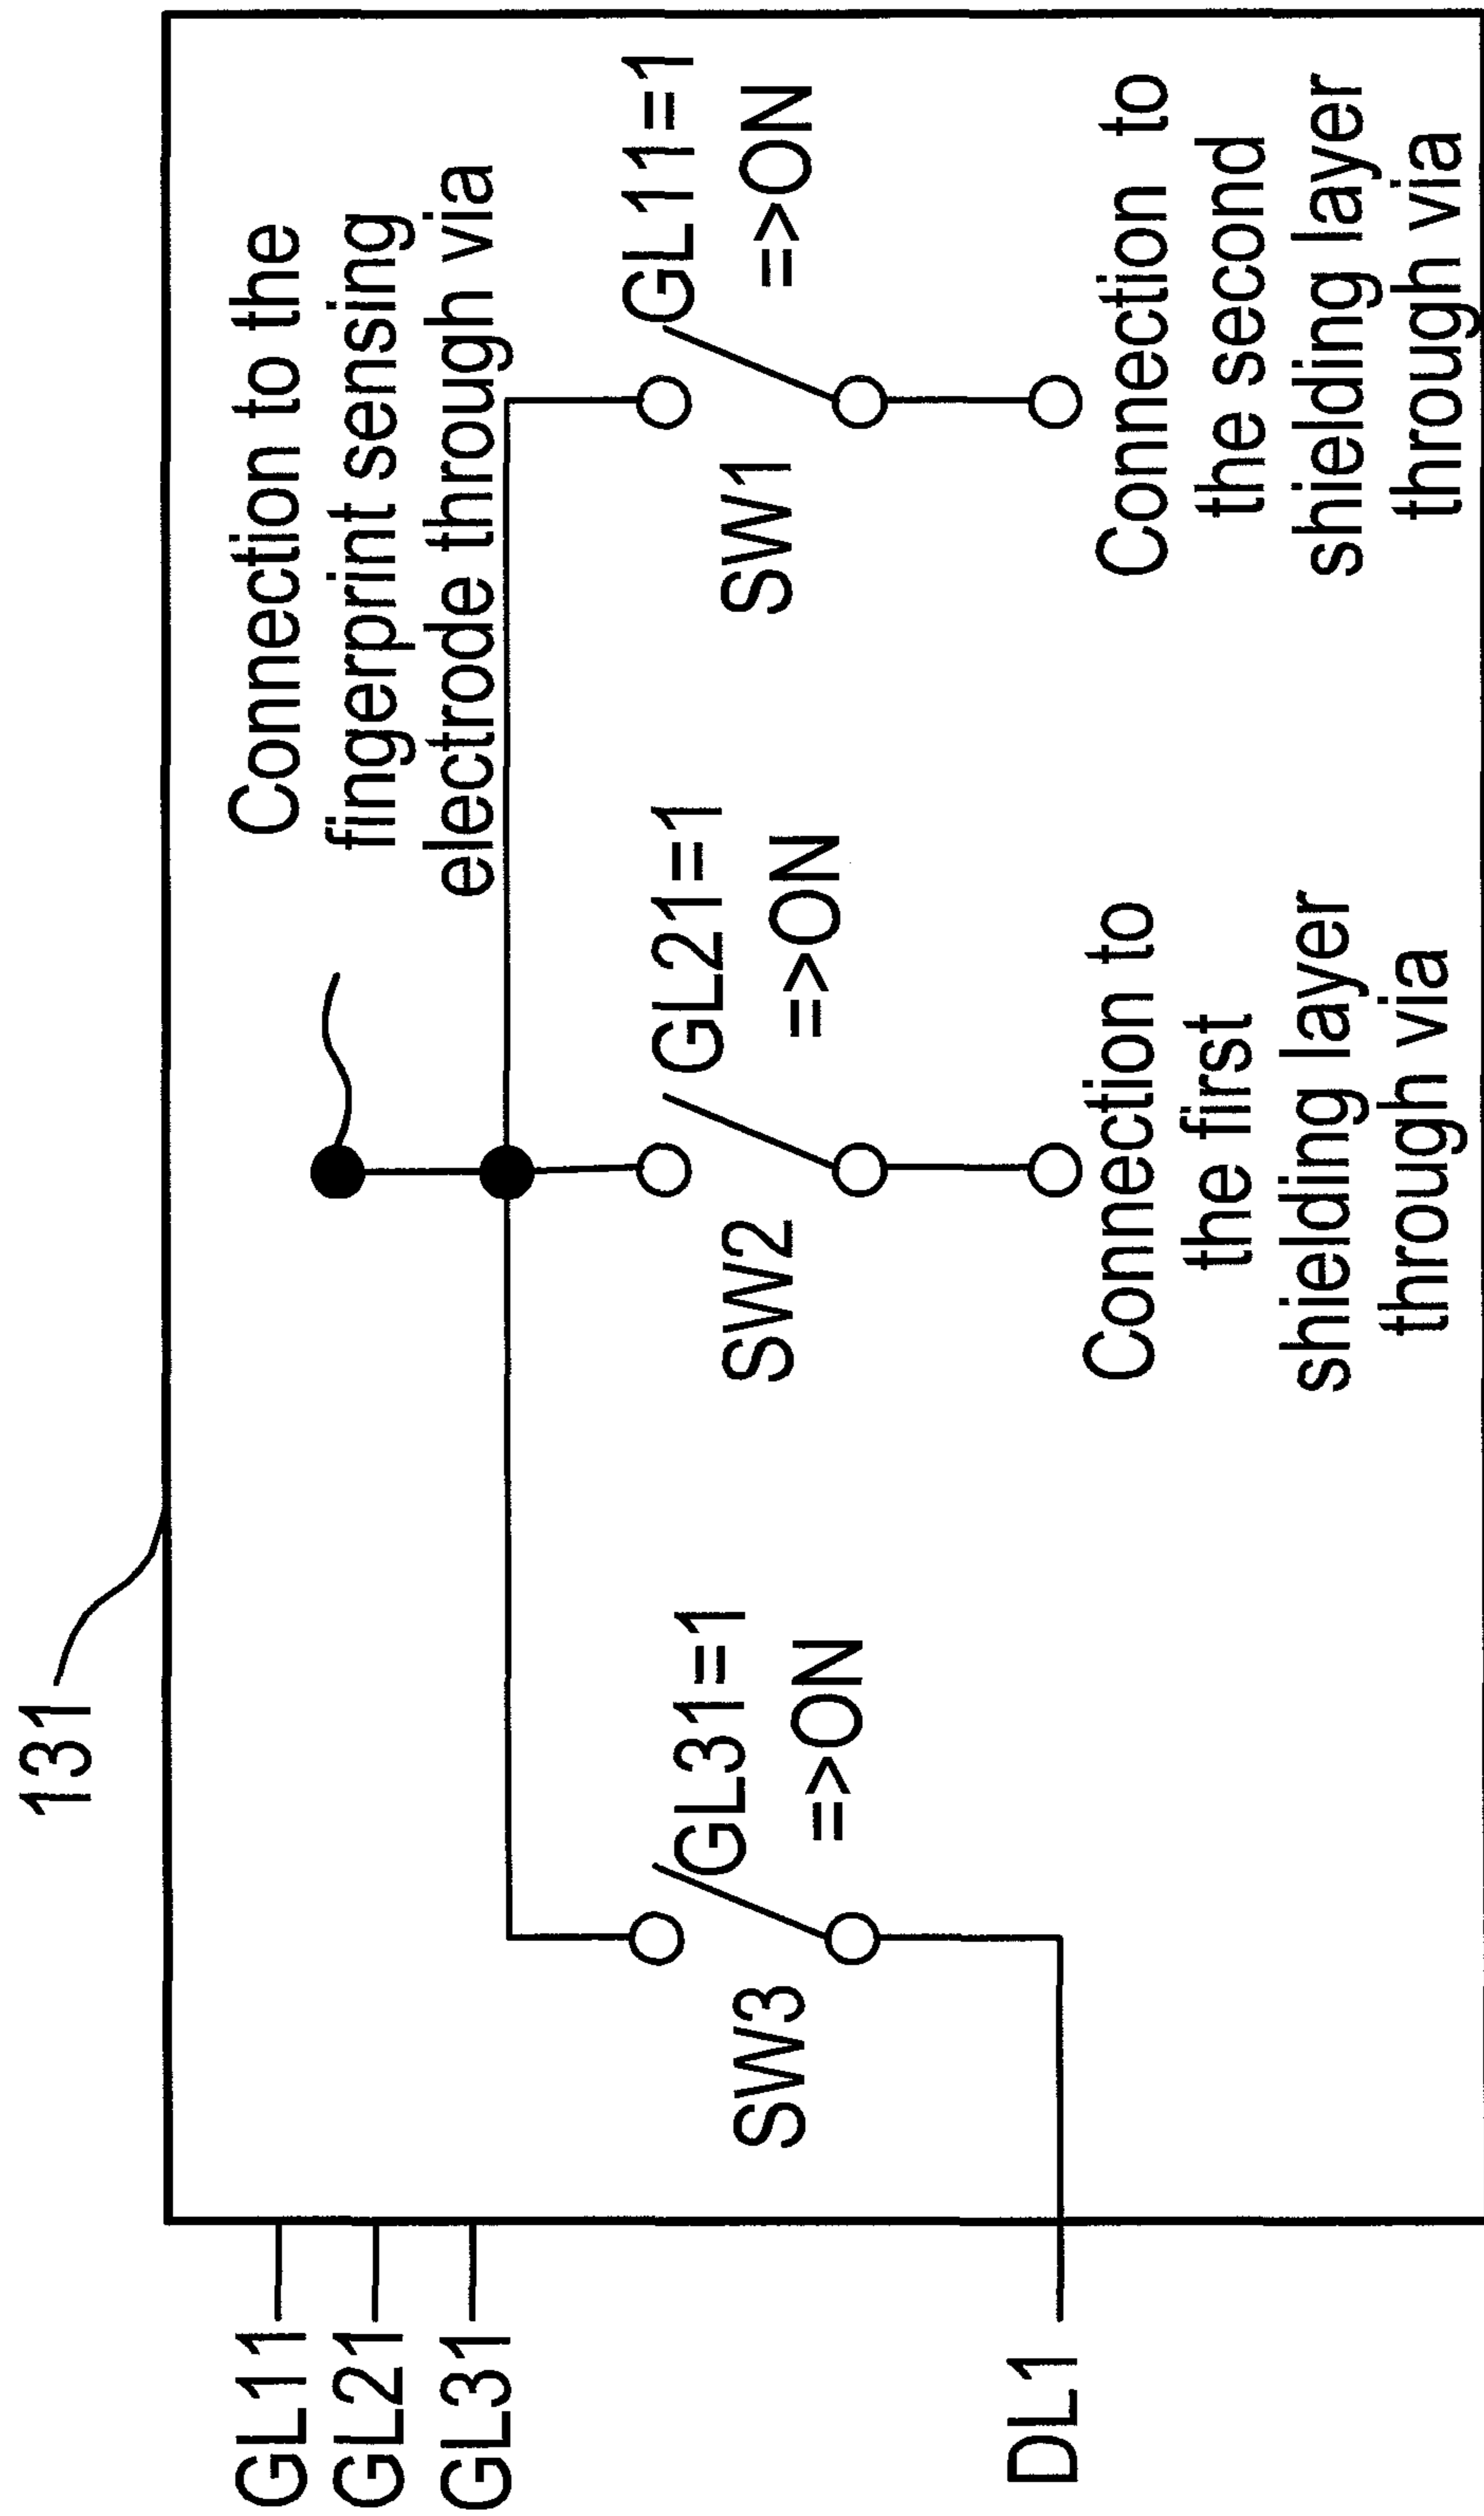 131
GL11
GL21
GL31
DL1
Connection to the
fingerprint sensing
electrode through via
SW3
GL31=1
=>ON
SW2
GL21=1
=>ON
SW1
GL11=1
=>ON
Connection to
the first
shielding layer
through via
Connection to
the second
shielding layer
through via